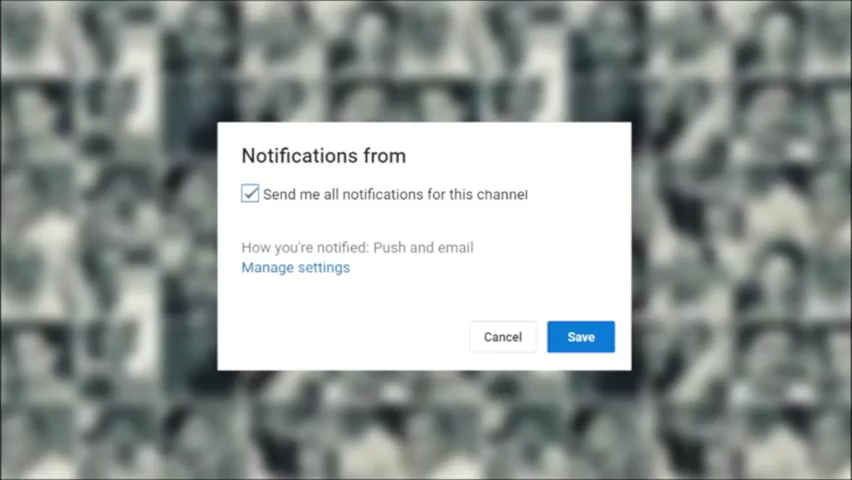 Notifications from
Send me all notifications for this channel
How you're notified: Push and email
Manage settings
Cancel
Save